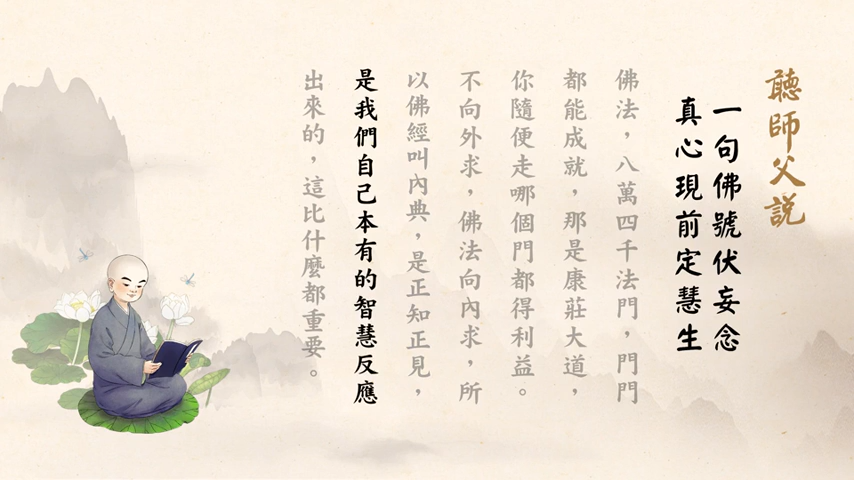 聽師父説
一句佛號伏妄念
真心現前定慧生
佛法，八萬四千法門，門門
都能成就，那是康莊大道，
你隨便走哪個門都得利益。
不向外求，佛法向內求，所
以佛經叫內典，是正知正見，
是我們自己本有的智慧反應
出來的，這比什麼都重要。